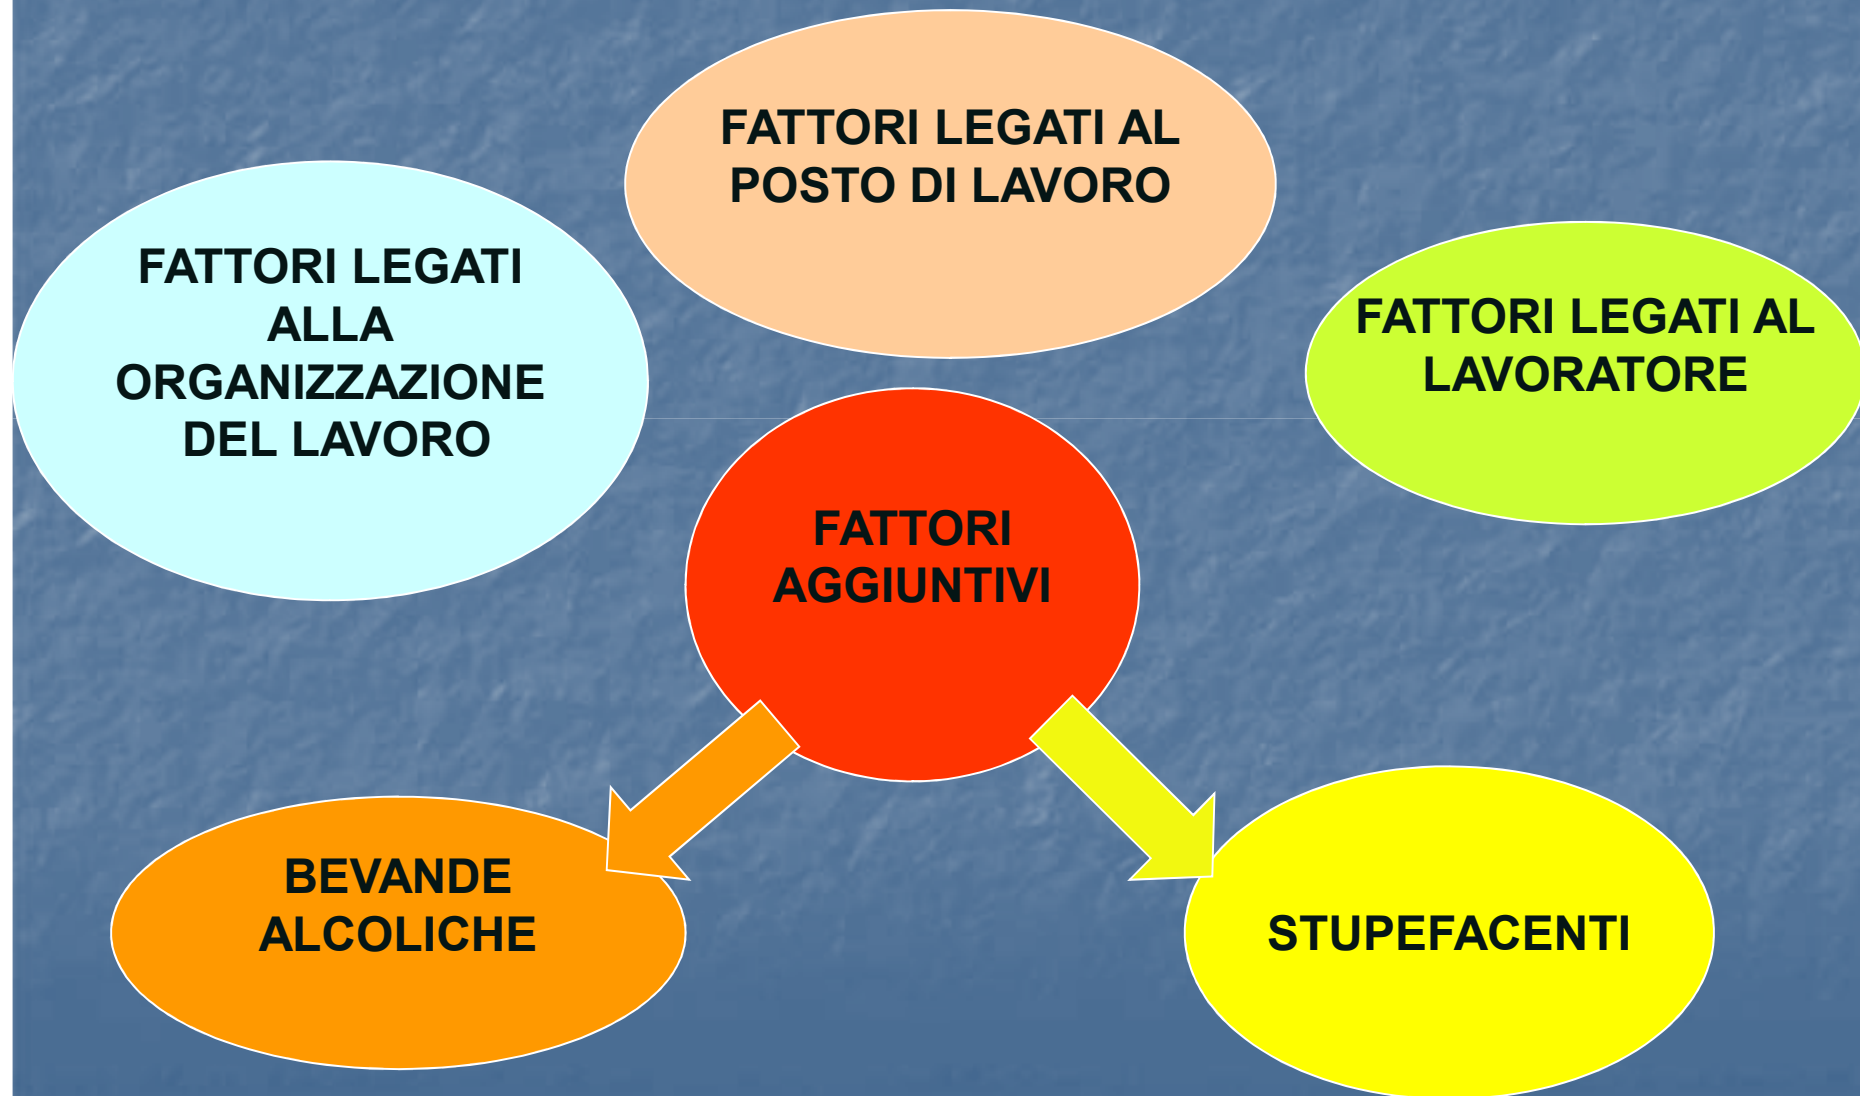 FATTORI LEGATI AL
POSTO DI LAVORO
FATTORI LEGATI
ALLA
ORGANIZZAZIONE
DEL LAVORO
FATTORI LEGATI AL
LAVORATORE
FATTORI
AGGIUNTIVI
BEVANDE
ALCOLICHE
STUPEFACENTI